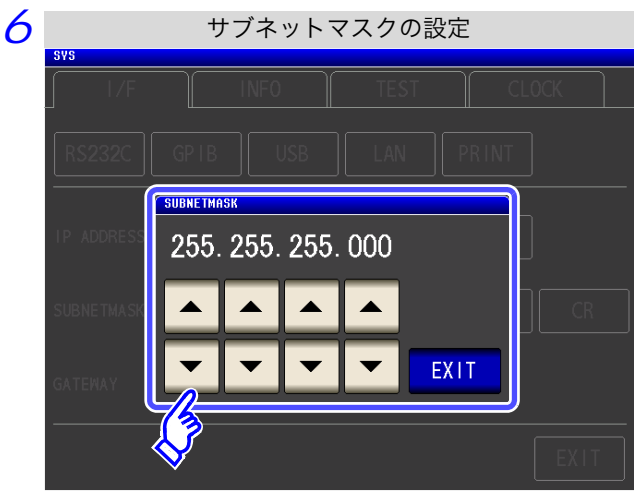 6 サブネットマスクの設定
SYS
I/F INFO TEST CLOCK
RS232C GPIB USB LAN PRINT
SUBNETMASK
IP ADDRESS
255. 255. 255. 000
SUBNETMASK CR
EXIT
GATEWAY
EXIT